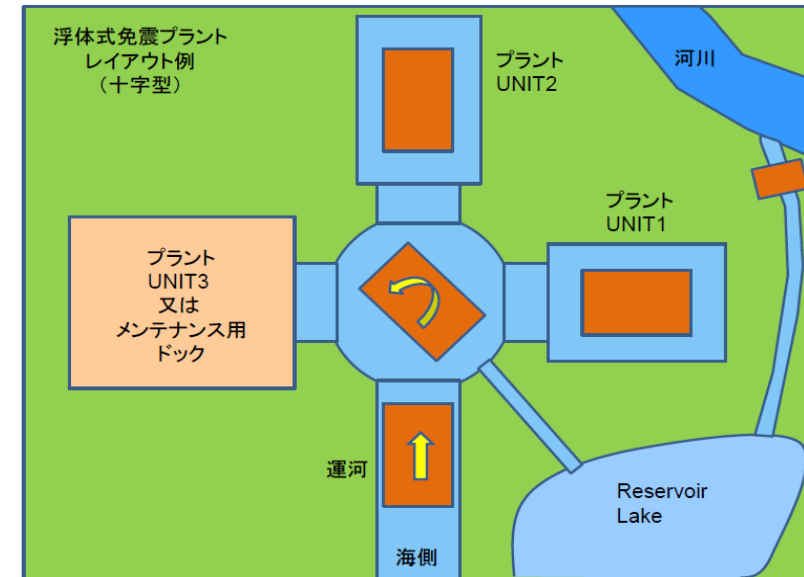 浮体式免震プラント
レイアウト例
（十字型）
プラント
UNIT2
河川
プラント
UNIT1
プラント
UNIT3
又は
メンテナンス用
ドック
運河
海側
Reservoir
Lake